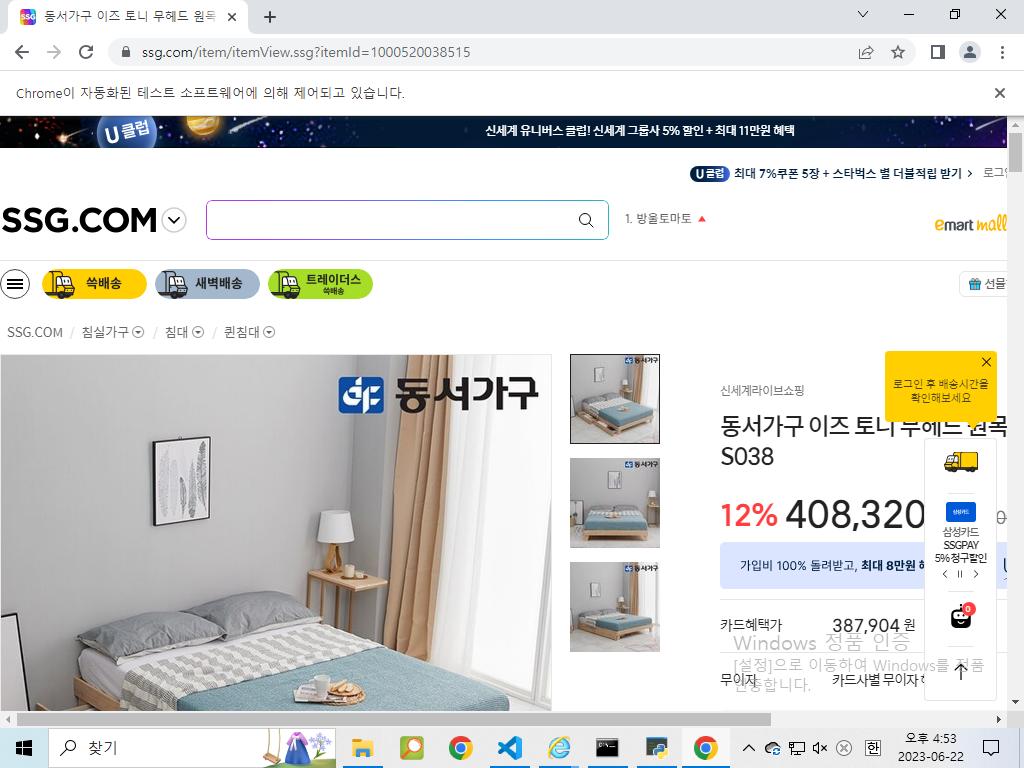 동서가구 이즈 토니 무헤드 원목
ssg.com/item/itemView.ssg?itemId=1000520038515
Chrome이 자동화된 테스트 소프트웨어에 의해 제어되고 있습니다.
U 클럽
신세계 유니버스 클럽! 신세계 그룹사 5% 할인 + 최대 11만원 혜택
U 클럽 최대 7%쿠폰 5장 + 스타벅스 별 더블적립 받기 >
로그인
SSG.COM
1. 방울토마토
emart mall
쓱배송
새벽배송
트레이더스
쓱배송
선물
SSG.COM / 침실가구 / 침대 / 퀸침대
동서가구
로그인 후 배송시간을
확인해보세요
신세계라이브쇼핑
동서가구 이즈 토니 무헤드 원목
S038
12% 408,320
삼성카드
삼성카드
SSGPAY
5% 청구할인
가입비 100% 돌려받고, 최대 8만원
0
카드혜택가 387,904 원
무이자 카드사별 무이자
Windows 정품 인증
[설정]으로 이동하여 Windows를 정품
인증합니다.
찾기
한
오후 4:53
2023-06-22